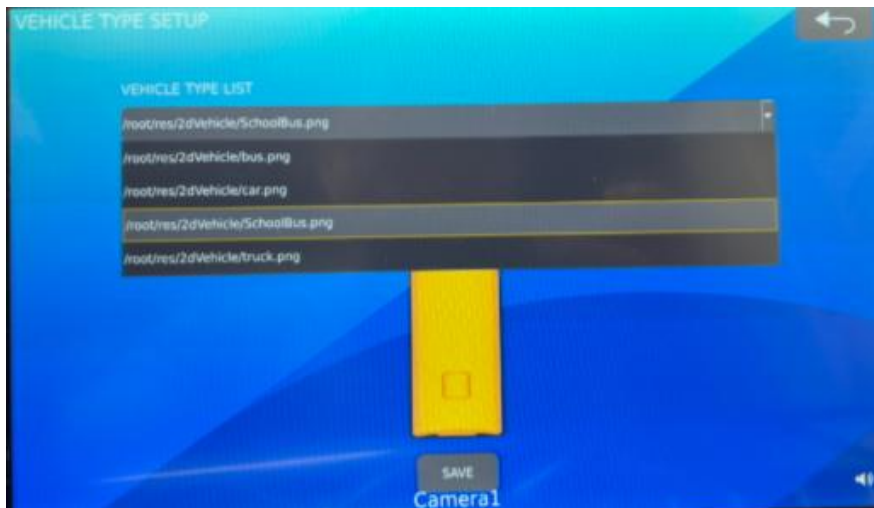 VEHICLE TYPE SETUP
VEHICLE TYPE LIST
/root/res/2dVehicle/SchoolBus.png
/root/res/2dVehicle/bus.png
/root/res/2dVehicle/car.png
/root/res/2dVehicle/SchoolBus.png
/root/res/2dVehicle/truck.png
SAVE
Camera1